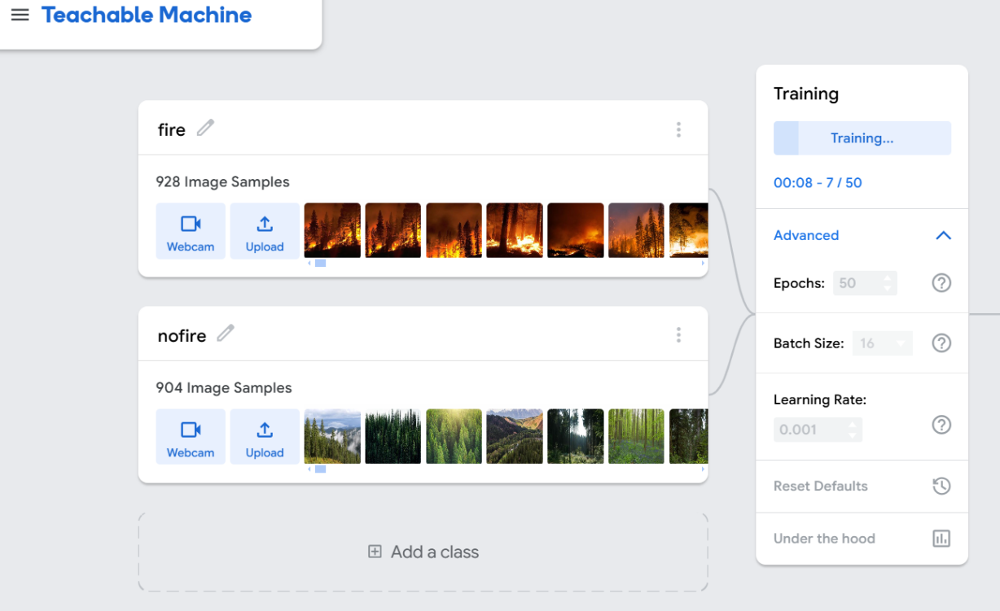 Teachable Machine
fire
928 Image Samples
Webcam
Upload
nofire
904 Image Samples
Webcam
Upload
Add a class
Training
Training...
00:08 - 7 / 50
Advanced
Epochs: 50
Batch Size: 16
Learning Rate:
0.001
Reset Defaults
Under the hood